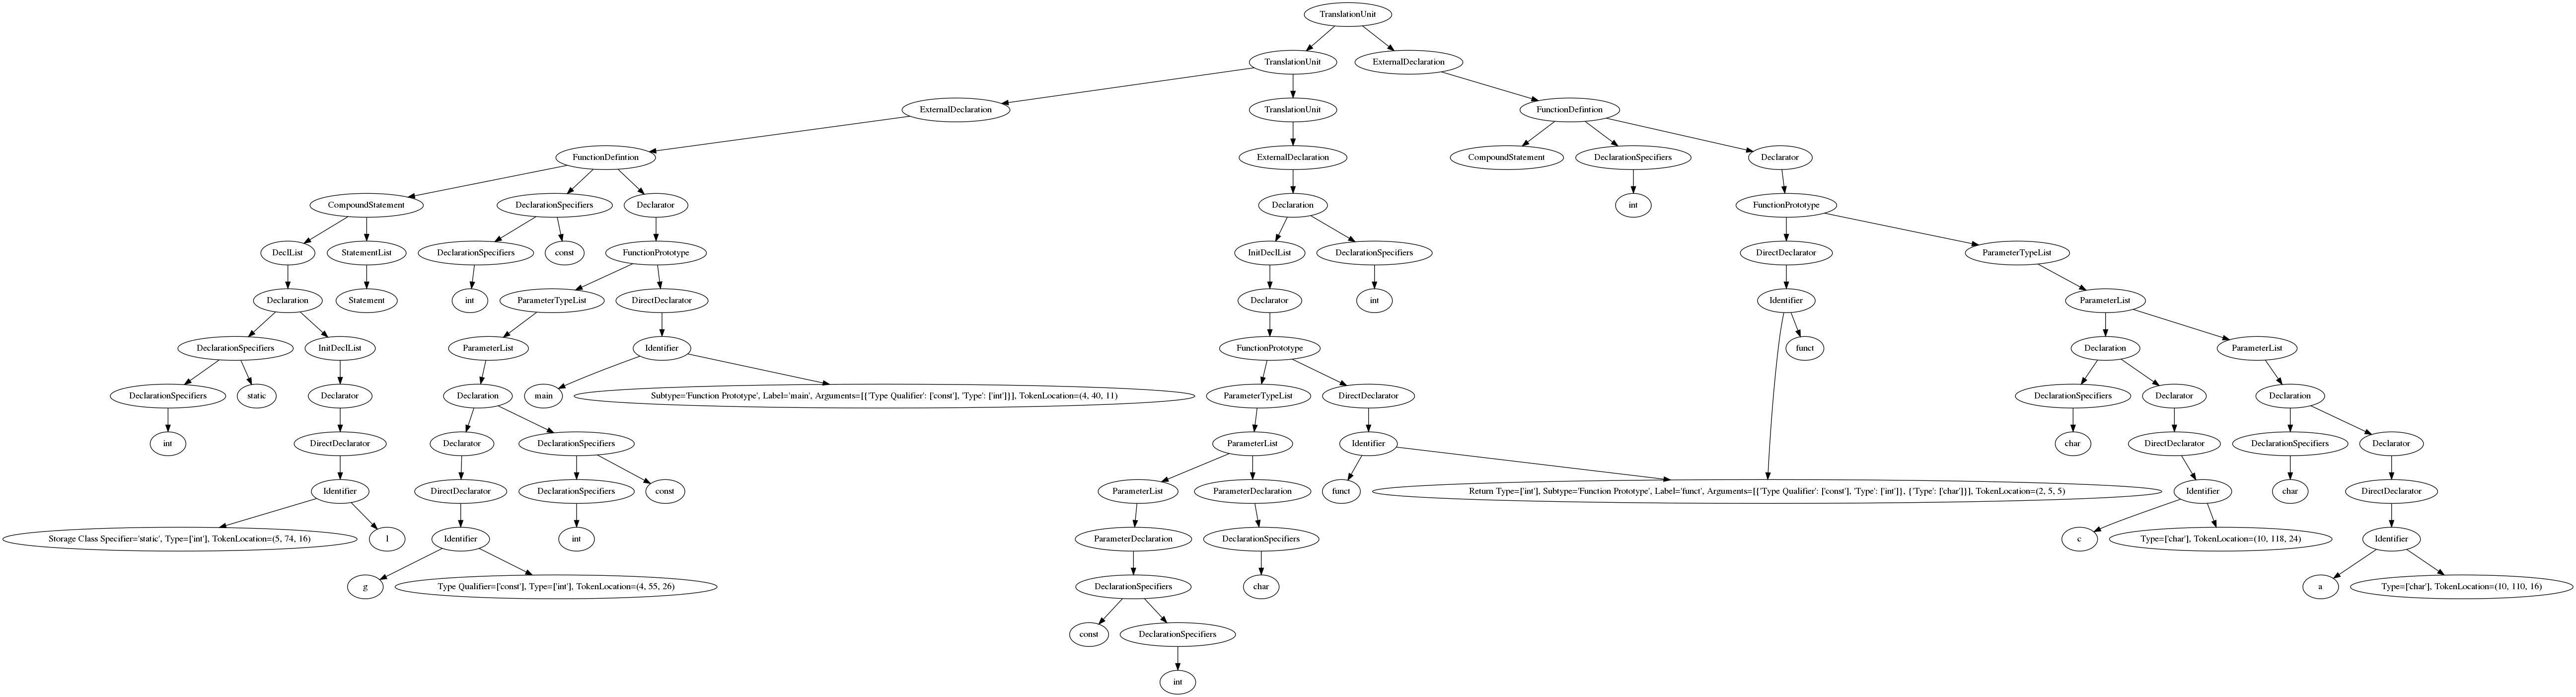 TranslationUnit
TranslationUnit
ExternalDeclaration
ExternalDeclaration
TranslationUnit
FunctionDefintion
FunctionDefintion
ExternalDeclaration
CompoundStatement
DeclarationSpecifiers
Declarator
CompoundStatement
DeclarationSpecifiers
Declarator
Declaration
int
FunctionPrototype
DeclList
StatementList
DeclarationSpecifiers
const
FunctionPrototype
InitDeclList
DeclarationSpecifiers
DirectDeclarator
ParameterTypeList
Declaration
Statement
int
ParameterTypeList
DirectDeclarator
Declarator
int
Identifier
ParameterList
DeclarationSpecifiers
InitDeclList
ParameterList
Identifier
FunctionPrototype
funct
Declaration
ParameterList
DeclarationSpecifiers
static
Declarator
Declaration
main
Subtype='Function Prototype', Label='main', Arguments=[{'Type Qualifier': ['const'], 'Type': ['int']}], TokenLocation=(4, 40, 11)
ParameterTypeList
DirectDeclarator
DeclarationSpecifiers
Declarator
Declaration
int
DirectDeclarator
Declarator
DeclarationSpecifiers
ParameterList
Identifier
char
DirectDeclarator
DeclarationSpecifiers
Declarator
Identifier
DirectDeclarator
DeclarationSpecifiers
const
ParameterList
ParameterDeclaration
funct
Return Type=['int'], Subtype='Function Prototype', Label='funct', Arguments=[{'Type Qualifier': ['const'], 'Type': ['int']}, {'Type': ['char']}], TokenLocation=(2, 5, 5)
Identifier
char
DirectDeclarator
Storage Class Specifier='static', Type=['int'], TokenLocation=(5, 74, 16)
l
Identifier
int
ParameterDeclaration
DeclarationSpecifiers
c
Type=['char'], TokenLocation=(10, 118, 24)
Identifier
g
Type Qualifier=['const'], Type=['int'], TokenLocation=(4, 55, 26)
DeclarationSpecifiers
char
a
Type=['char'], TokenLocation=(10, 110, 16)
const
DeclarationSpecifiers
int